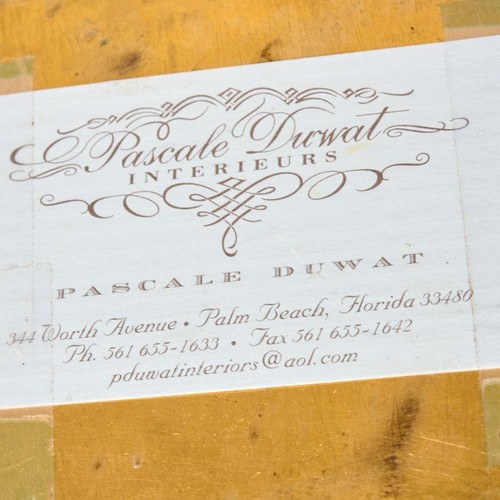 Pascale Duwat
INTERIEURS
PASCALE DUWAT
344 Worth Avenue • Palm Beach, Florida 33480
Ph. 561 655-1633 • Fax 561 655-1642
pduwatinteriors@aol.com